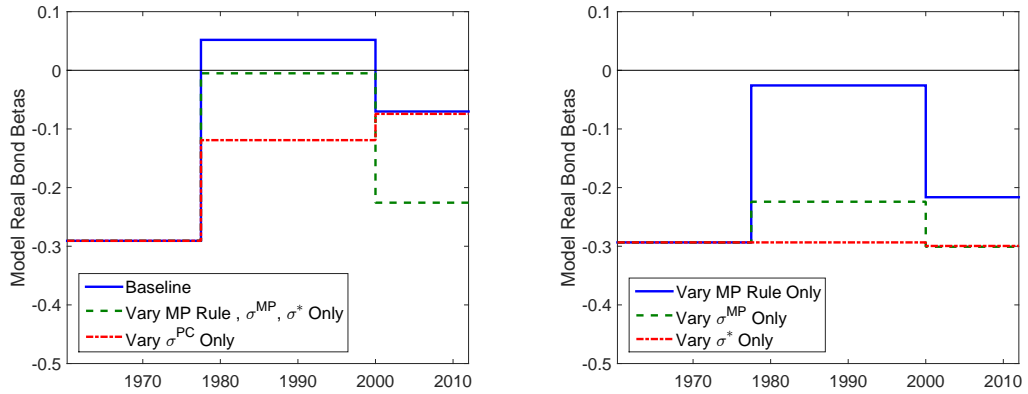 0.1
0
-0.1
-0.2
-0.3
-0.4
-0.5
Model Real Bond Betas
Baseline
Vary MP Rule , σ^MP, σ^* Only
Vary σ^PC Only
1970 1980 1990 2000 2010
0.1
0
-0.1
-0.2
-0.3
-0.4
-0.5
Model Real Bond Betas
Vary MP Rule Only
Vary σ^MP Only
Vary σ^* Only
1970 1980 1990 2000 2010